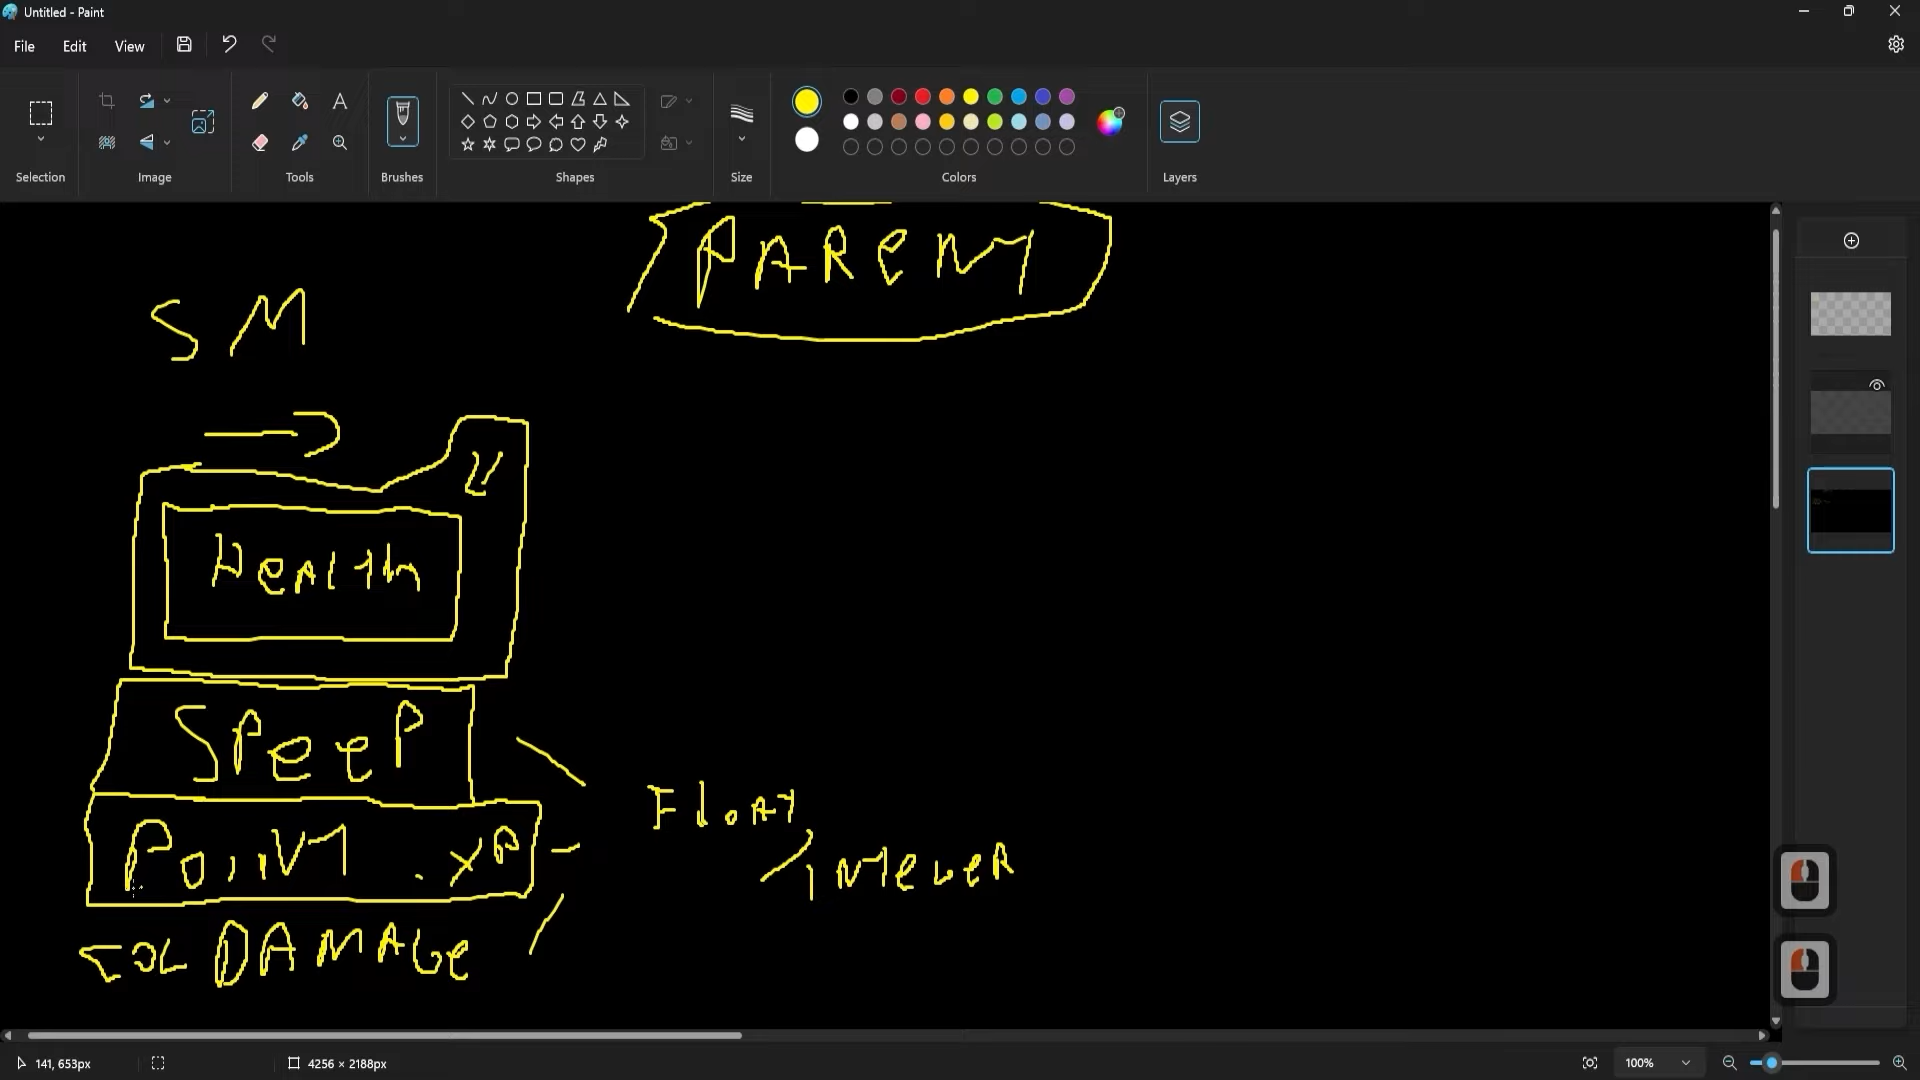 Untitled - Paint
File Edit View
Selection Image Tools Brushes Shapes Size Colors Layers
PAReNT
SM
HeAlth
SPeeD
PoinT .XP
COL DAMAGe
FloAT
/ inTeGeR
141, 653px 4256 × 2188px 100%